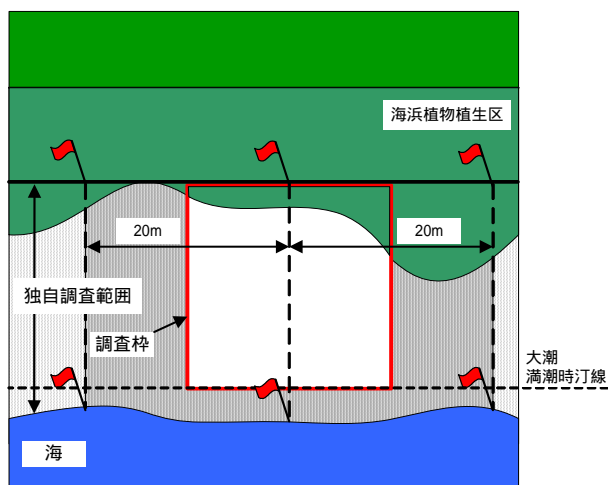 海浜植物植生区
20m
20m
独自調査範囲
調査枠
大潮
満潮時汀線
海